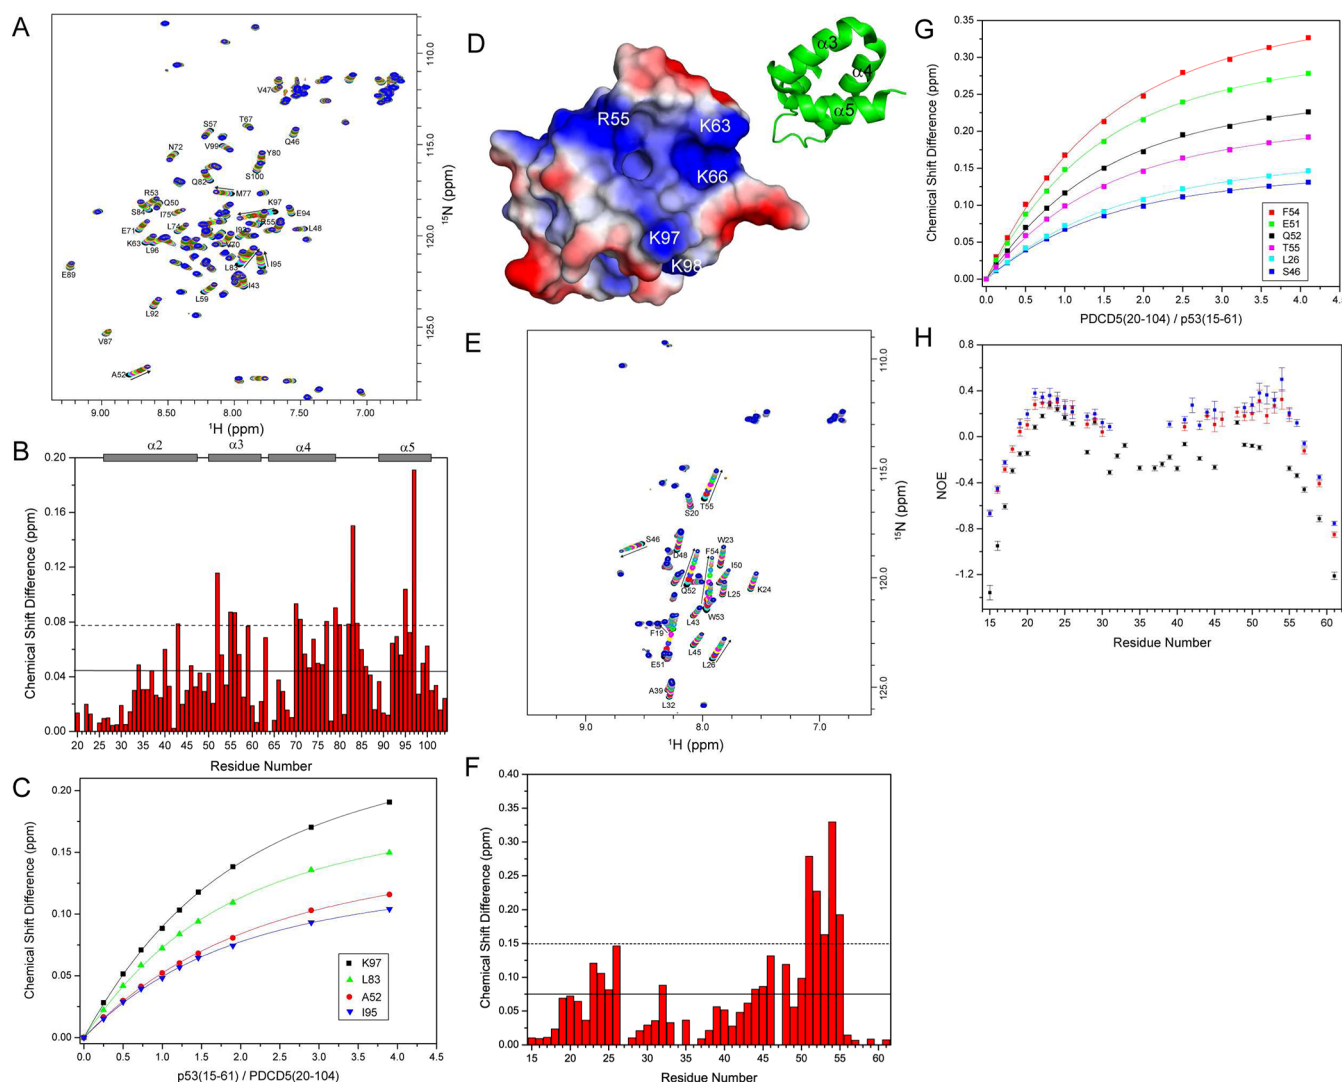 A
V47
S57
T67
N72
V99
Q46
Y80
S100
Q82
M77
R53
Q50
K97
S84
I75
E94
E71
L74
I93
R55
L48
K63
V70
L96
E89
L83
I95
I43
L59
L92
V87
A52
110.0
115.0
120.0
125.0
15N (ppm)
9.00
8.50
8.00
7.50
7.00
1H (ppm)
B
α2
α3
α4
α5
0.20
0.16
0.12
0.08
0.04
0.00
Chemical Shift Difference (ppm)
20 25 30 35 40 45 50 55 60 65 70 75 80 85 90 95 100
Residue Number
C
0.20
0.15
0.10
0.05
0.00
Chemical Shift Difference (ppm)
K97
L83
A52
I95
0.0 0.5 1.0 1.5 2.0 2.5 3.0 3.5 4.0 4.5
p53(15-61) / PDCD5(20-104)
D
R55
K63
K66
K97
K98
α3
α4
α5
E
S20
T55
S46
D48
W23
F54
I50
Q52
L25
K24
W53
L43
F19
L45
E51
L26
A39
L32
110.0
115.0
120.0
125.0
15N (ppm)
9.0
8.0
7.0
1H (ppm)
F
0.40
0.35
0.30
0.25
0.20
0.15
0.10
0.05
0.00
Chemical Shift Difference (ppm)
15 20 25 30 35 40 45 50 55 60
Residue Number
G
0.35
0.30
0.25
0.20
0.15
0.10
0.05
0.00
Chemical Shift Difference (ppm)
F54
E51
Q52
T55
L26
S46
0.0 0.5 1.0 1.5 2.0 2.5 3.0 3.5 4.0 4.5
PDCD5(20-104) / p53(15-61)
H
0.8
0.4
0.0
-0.4
-0.8
-1.2
NOE
15 20 25 30 35 40 45 50 55 60
Residue Number